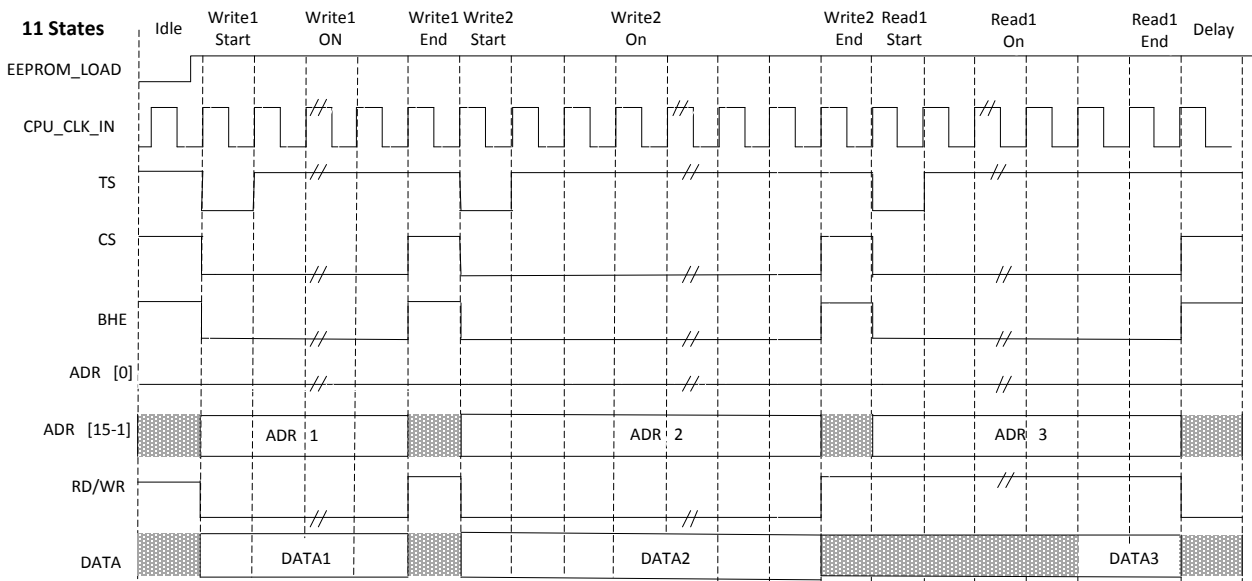 11 States
Idle
Write1 Start
Write1 ON
Write1 End
Write2 Start
Write2 On
Write2 End
Read1 Start
Read1 On
Read1 End
Delay
EEPROM_LOAD
CPU_CLK_IN
TS
CS
BHE
ADR [0]
ADR [15-1]
ADR 1
ADR 2
ADR 3
RD/WR
DATA
DATA1
DATA2
DATA3